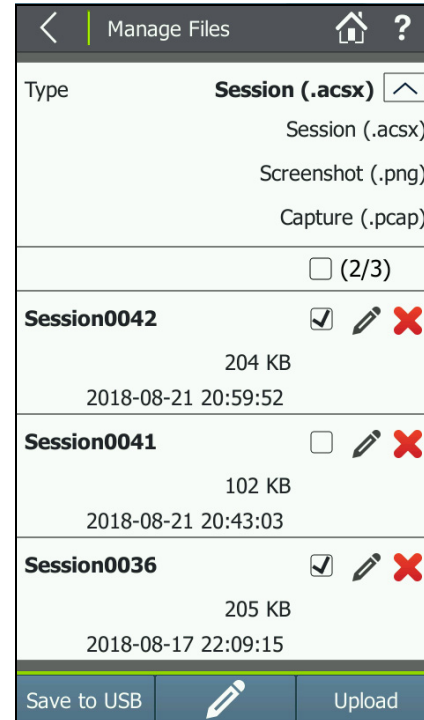 Manage Files ?
Type Session (.acsx)
Session (.acsx)
Screenshot (.png)
Capture (.pcap)
(2/3)
Session0042
204 KB
2018-08-21 20:59:52
Session0041
102 KB
2018-08-21 20:43:03
Session0036
205 KB
2018-08-17 22:09:15
Save to USB Upload